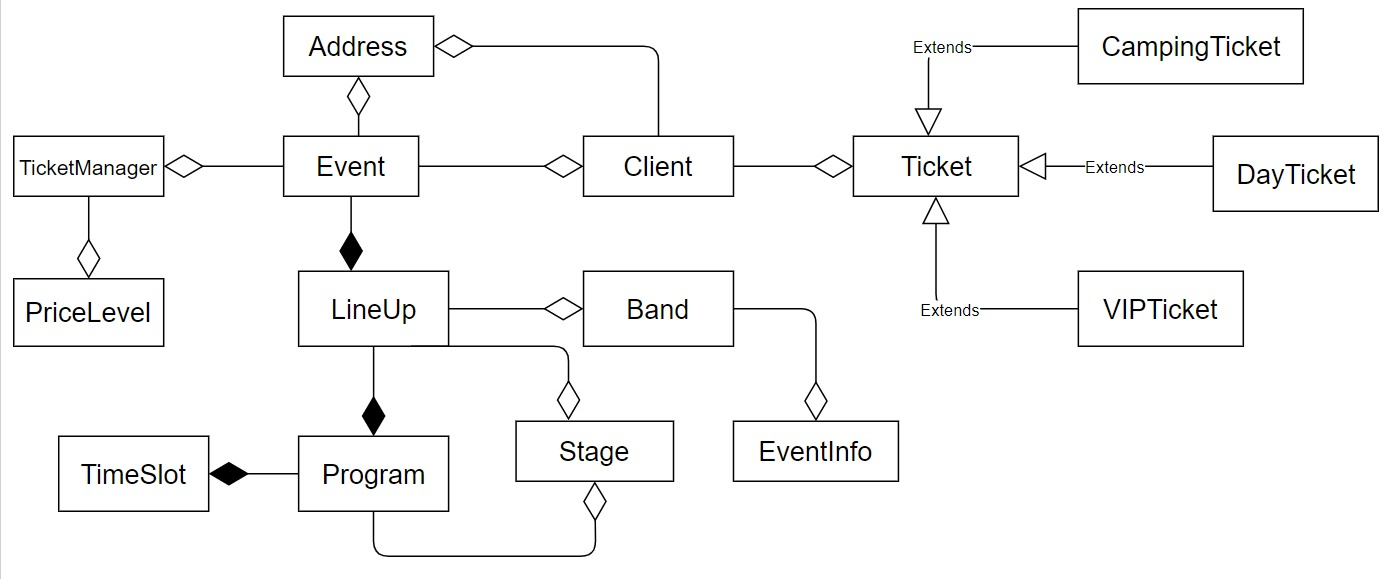 Address
Extends
CampingTicket
TicketManager
Event
Client
Ticket
Extends
DayTicket
PriceLevel
LineUp
Band
Extends
VIPTicket
TimeSlot
Program
Stage
EventInfo